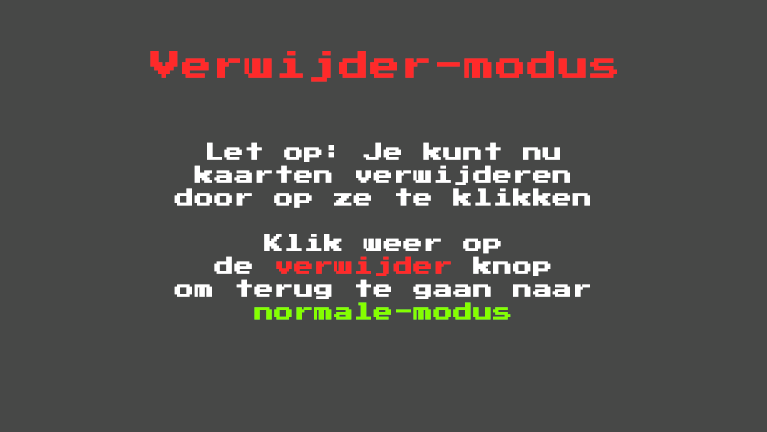 Verwijder-modus
Let op: Je kunt nu
kaarten verwijderen
door op ze te klikken
Klik weer op
de verwijder knop
om terug te gaan naar
normale-modus